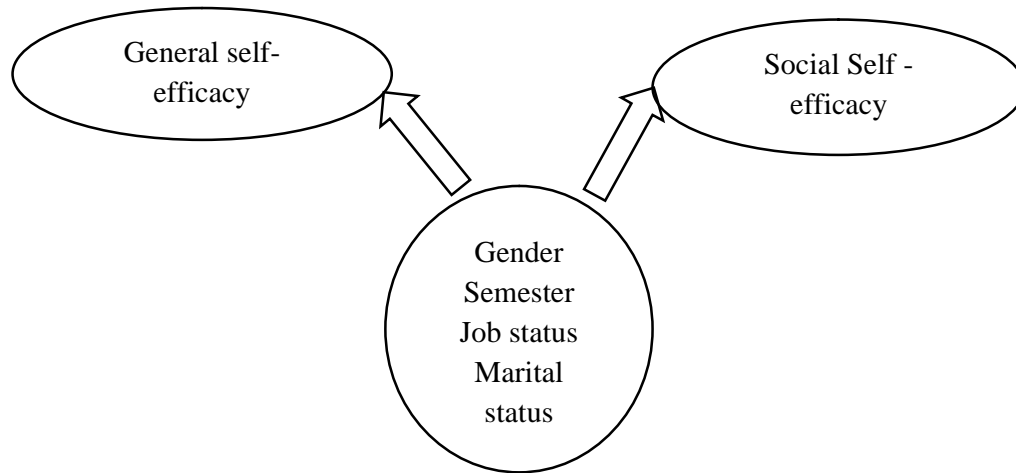 General self-
efficacy
Social Self -
efficacy
Gender
Semester
Job status
Marital
status